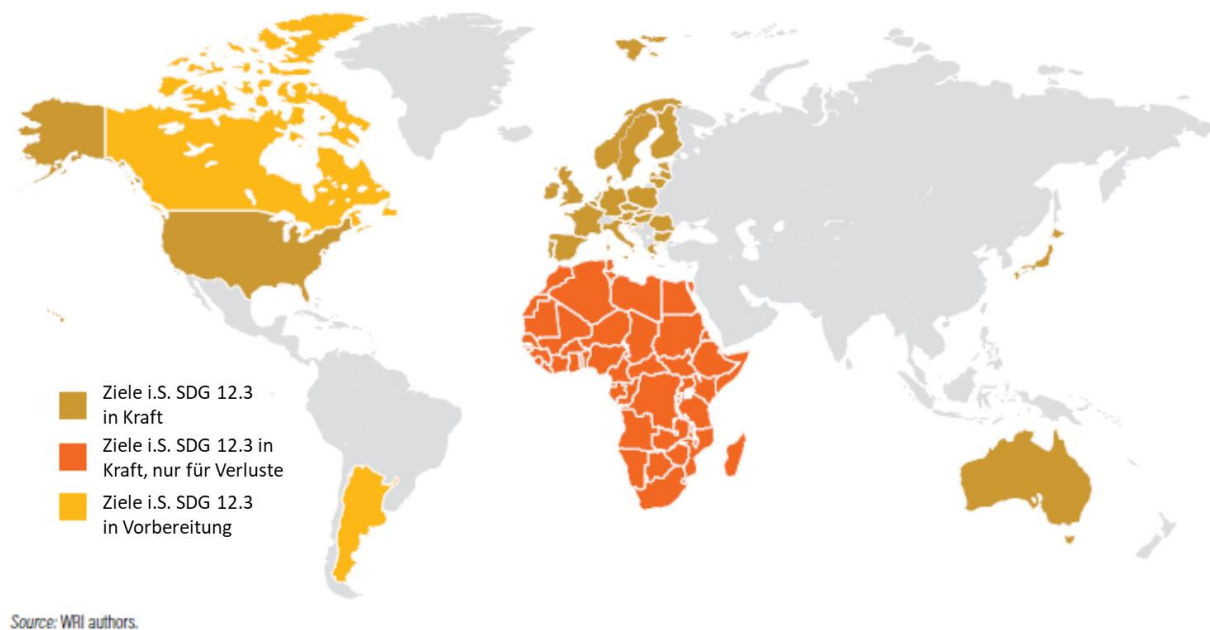 Ziele i.S. SDG 12.3
in Kraft
Ziele i.S. SDG 12.3 in
Kraft, nur für Verluste
Ziele i.S. SDG 12.3
in Vorbereitung
Source: WRI authors.